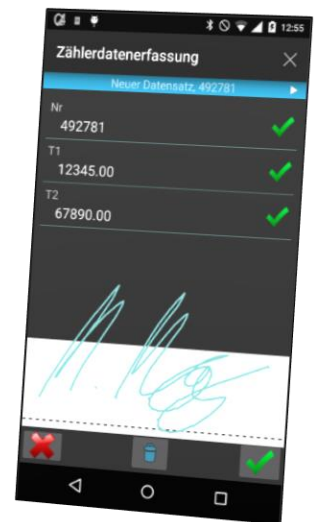 12:55
Zählerdatenerfassung
Neuer Datensatz, 492781
Nr
492781
T1
12345.00
T2
67890.00